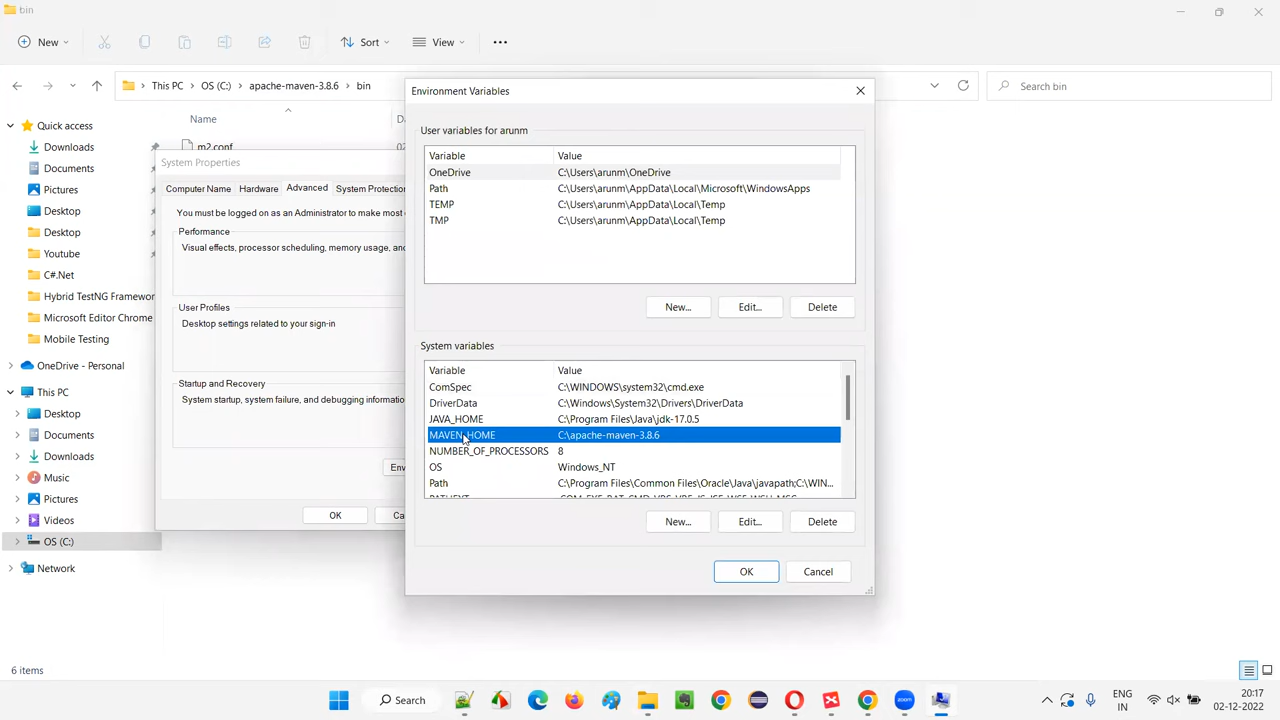 bin
New
Sort
View
This PC > OS (C:) > apache-maven-3.8.6 > bin
Search bin
Quick access
Downloads
Documents
Pictures
Desktop
Desktop
Youtube
C#.Net
Hybrid TestNG Framewor
Microsoft Editor Chrome
Mobile Testing
OneDrive - Personal
This PC
Desktop
Documents
Downloads
Music
Pictures
Videos
OS (C:)
Network
6 items
Name
m2.conf
System Properties
Computer Name Hardware Advanced System Protection
You must be logged on as an Administrator to make most
Performance
Visual effects, processor scheduling, memory usage, and
User Profiles
Desktop settings related to your sign-in
Startup and Recovery
System startup, system failure, and debugging informatio
Env
OK
Ca
Environment Variables
User variables for arunm
Variable Value
OneDrive C:\Users\arunm\OneDrive
Path C:\Users\arunm\AppData\Local\Microsoft\WindowsApps
TEMP C:\Users\arunm\AppData\Local\Temp
TMP C:\Users\arunm\AppData\Local\Temp
New... Edit... Delete
System variables
Variable Value
ComSpec C:\WINDOWS\system32\cmd.exe
DriverData C:\Windows\System32\Drivers\DriverData
JAVA_HOME C:\Program Files\Java\jdk-17.0.5
MAVEN_HOME C:\apache-maven-3.8.6
NUMBER_OF_PROCESSORS 8
OS Windows_NT
Path C:\Program Files\Common Files\Oracle\Java\javapath;C:\WIN...
New... Edit... Delete
OK Cancel
Search
zoom
ENG
IN
20:17
02-12-2022